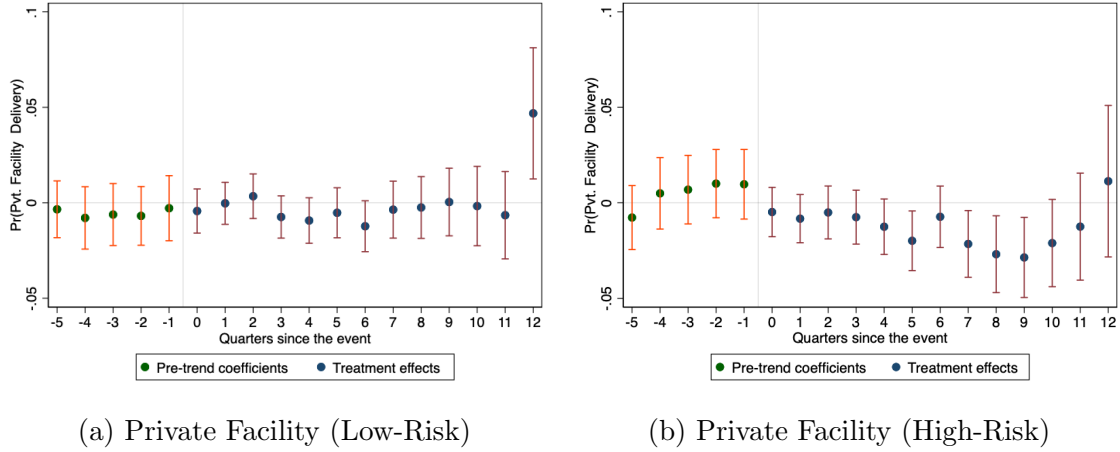 Pr(Pvt. Facility Delivery)
.1
.05
0
-.05
-5 -4 -3 -2 -1 0 1 2 3 4 5 6 7 8 9 10 11 12
Quarters since the event
Pre-trend coefficients Treatment effects
(a) Private Facility (Low-Risk)
Pr(Pvt. Facility Delivery)
.1
.05
0
-.05
-5 -4 -3 -2 -1 0 1 2 3 4 5 6 7 8 9 10 11 12
Quarters since the event
Pre-trend coefficients Treatment effects
(b) Private Facility (High-Risk)